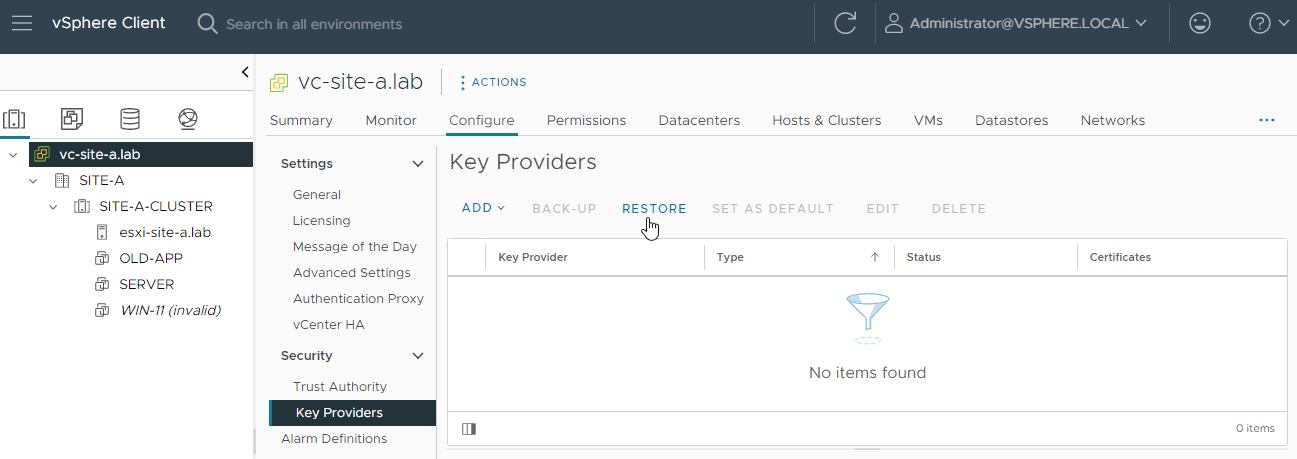 vSphere Client
Search in all environments
Administrator@VSPHERE.LOCAL
vc-site-a.lab
SITE-A
SITE-A-CLUSTER
esxi-site-a.lab
OLD-APP
SERVER
WIN-11 (invalid)
vc-site-a.lab
ACTIONS
Summary Monitor Configure Permissions Datacenters Hosts & Clusters VMs Datastores Networks
Settings
General
Licensing
Message of the Day
Advanced Settings
Authentication Proxy
vCenter HA
Security
Trust Authority
Key Providers
Alarm Definitions
Key Providers
ADD BACK-UP RESTORE SET AS DEFAULT EDIT DELETE
Key Provider Type Status Certificates
No items found
0 items